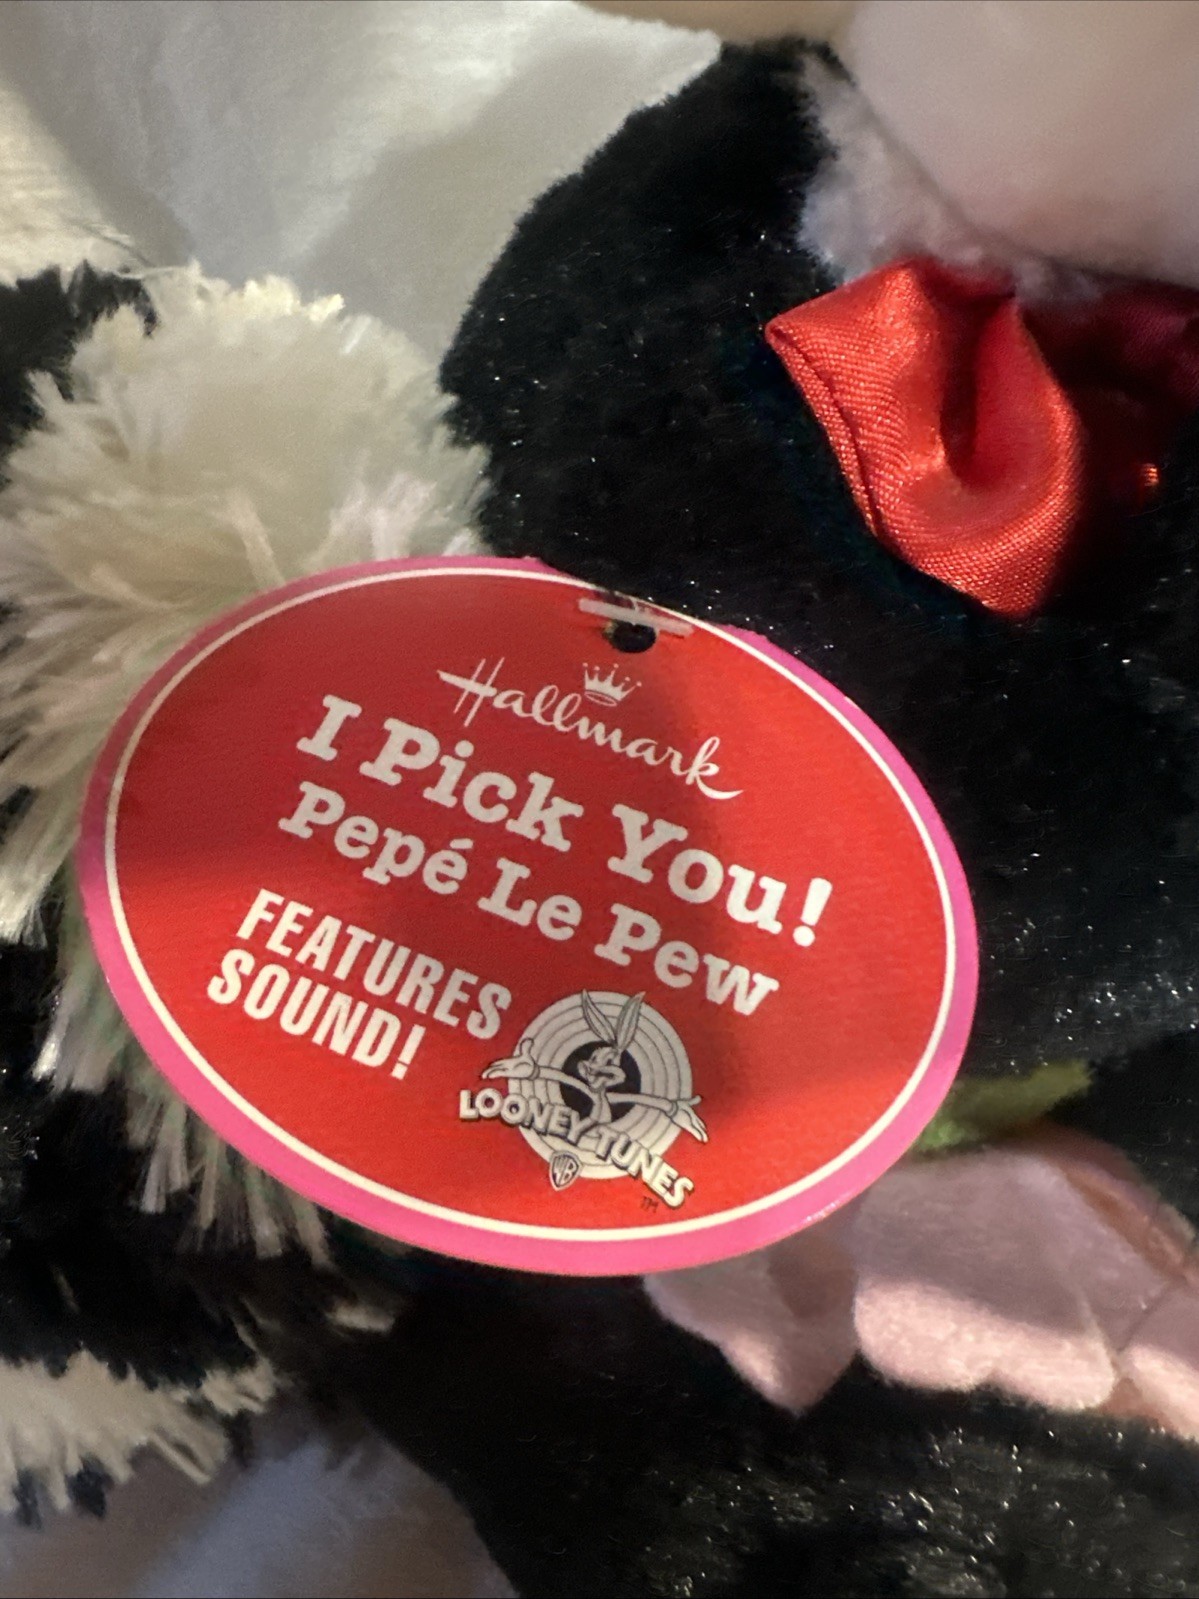 Hallmark
I Pick You!
Pepé Le Pew
FEATURES
SOUND!
LOONEY TUNES
WB
TM